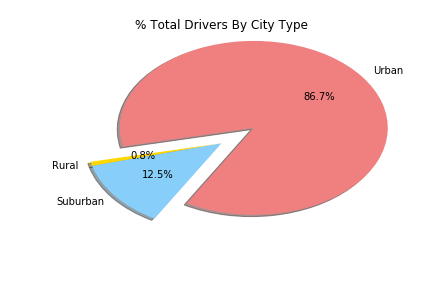 % Total Drivers By City Type
Urban
86.7%
0.8%
Rural
12.5%
Suburban